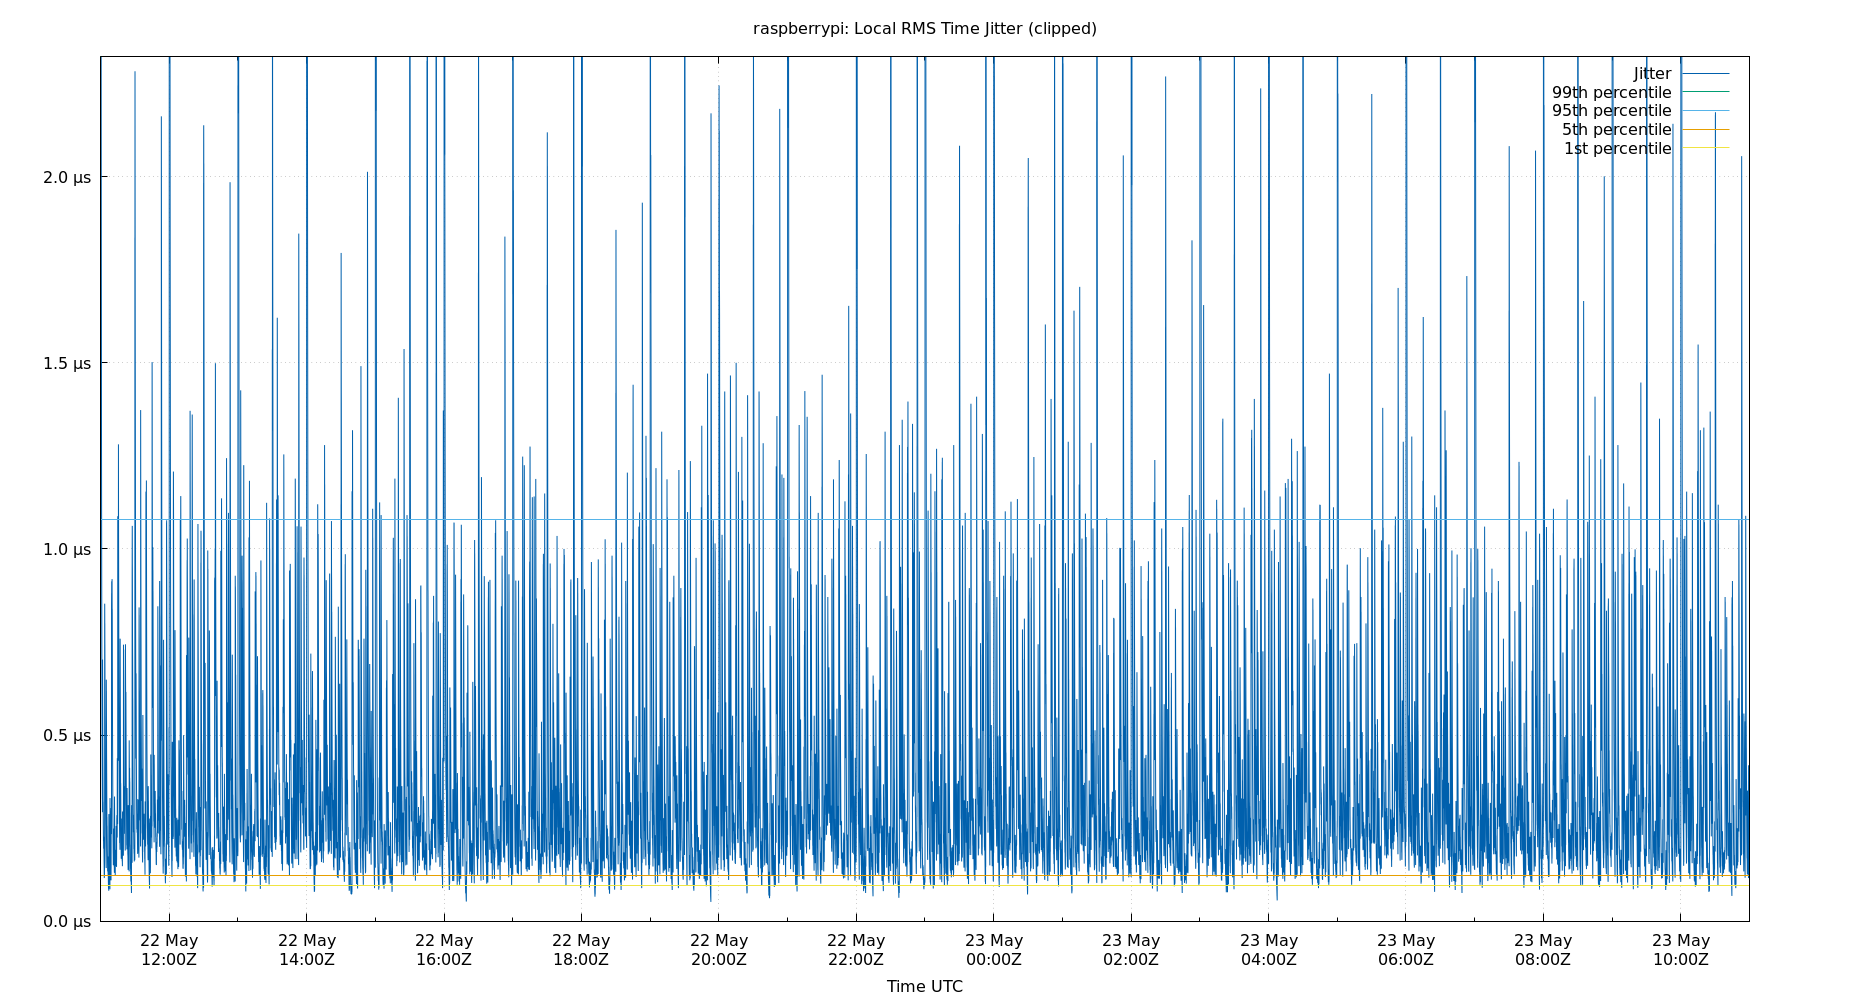 raspberrypi: Local RMS Time Jitter (clipped)
Jitter
99th percentile
95th percentile
5th percentile
1st percentile
2.0 µs
1.5 µs
1.0 µs
0.5 µs
0.0 µs
22 May 22 May 22 May 22 May 22 May 22 May 23 May 23 May 23 May 23 May 23 May 23 May
12:00Z 14:00Z 16:00Z 18:00Z 20:00Z 22:00Z 00:00Z 02:00Z 04:00Z 06:00Z 08:00Z 10:00Z
Time UTC